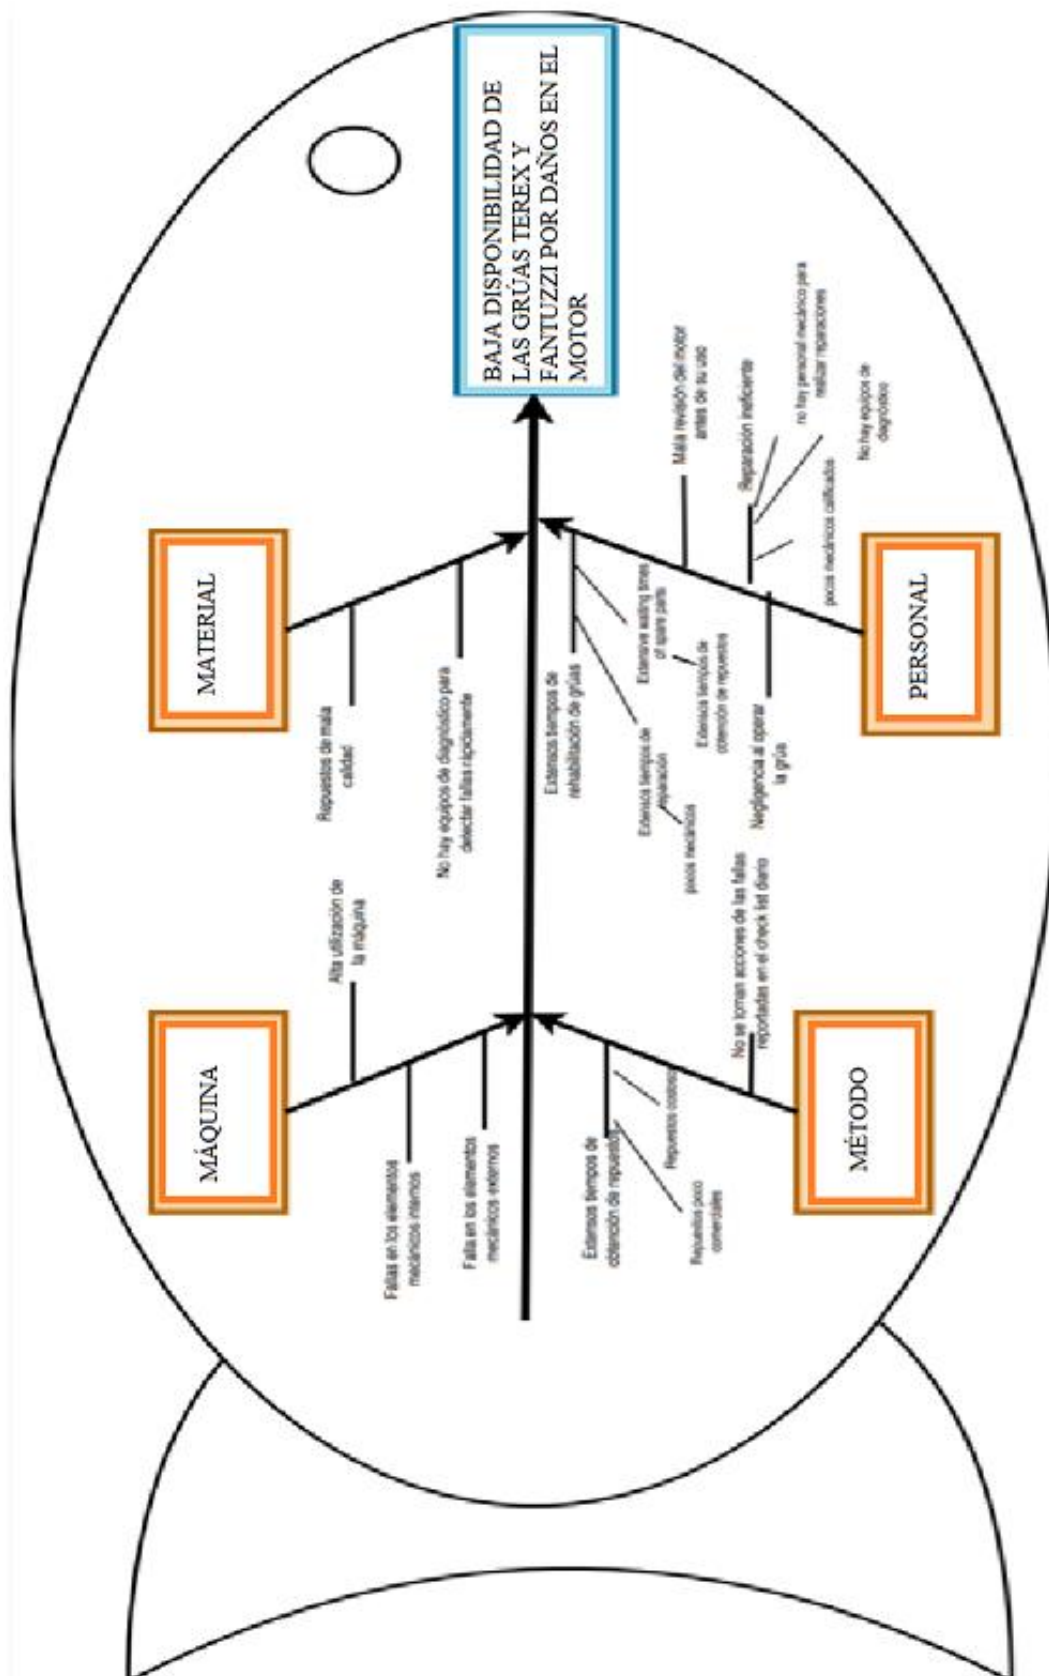 MÁQUINA
MATERIAL
Alta utilización de
la máquina
Repuestos de mala
calidad
Fallas en los elementos
mecánicos internos
No hay equipos de diagnóstico para
detectar fallas rápidamente
Falla en los elementos
mecánicos externos
BAJA DISPONIBILIDAD DE
LAS GRÚAS TEREX Y
FANTUZZI POR DAÑOS EN EL
MOTOR
Extensos tiempos de
rehabilitación de grúas
Extensos tiempos de
obtención de repuestos
Extensos tiempos de
reparación
Extensive waiting times
of spare parts
Mala revisión del motor
antes de su uso
Repuestos costosos
pocos mecánicos
Extensos tiempos de
obtención de repuestos
Repuestos poco
comerciales
Reparación ineficiente
No se toman acciones de las fallas
reportadas en el check list diario
Negligencia al operar
la grúa
no hay personal mecánico para
realizar reparaciones
pocos mecánicos calificados
No hay equipos de
diagnóstico
MÉTODO
PERSONAL